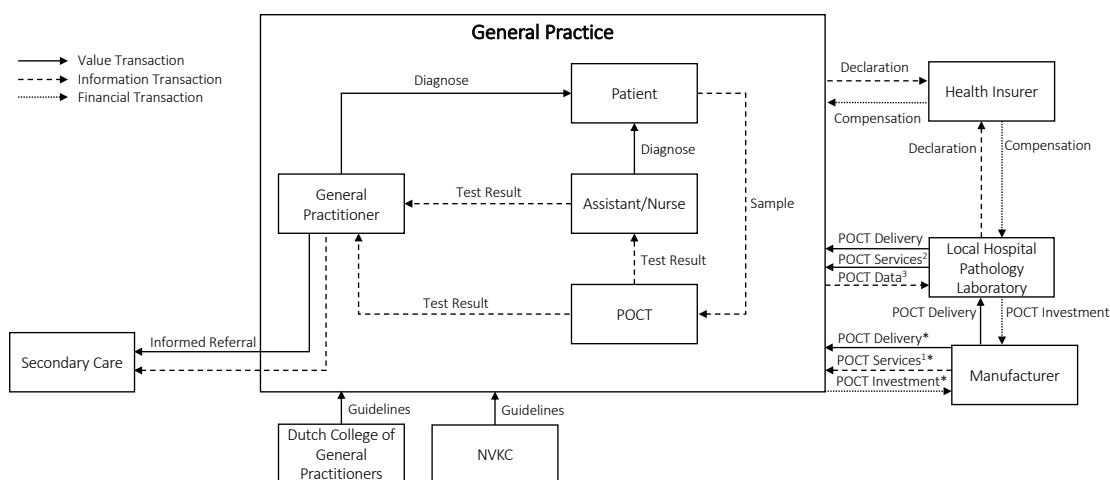 General Practice
Value Transaction
Information Transaction
Financial Transaction
Diagnose
Patient
Declaration
Health Insurer
Compensation
Declaration
Compensation
Diagnose
General
Practitioner
Test Result
Assistant/Nurse
Sample
Test Result
POCT Delivery
POCT Services²
POCT Data³
Local Hospital
Pathology
Laboratory
Test Result
POCT
POCT Delivery
POCT Investment
Secondary Care
Informed Referral
POCT Delivery*
POCT Services¹*
POCT Investment*
Manufacturer
Guidelines
Guidelines
Dutch College of
General
Practitioners
NVKC